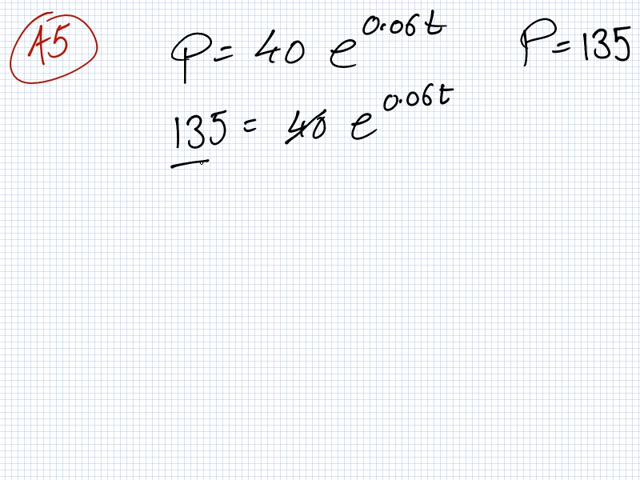 A5
P = 40 e^0.06t P = 135
135 = 40 e^0.06t